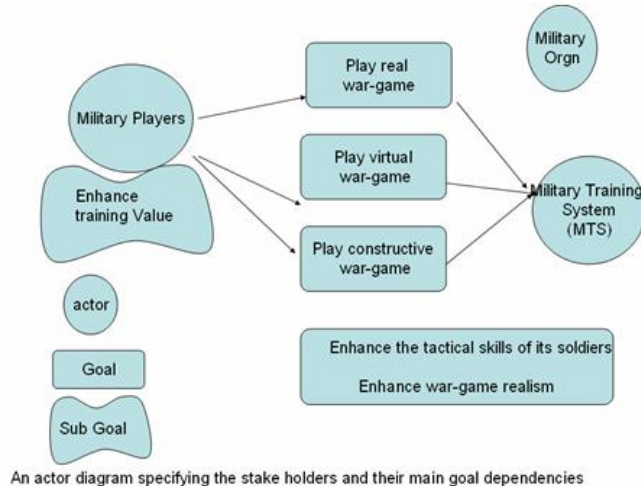 Military
Orgn
Play real
war-game
Military Players
Play virtual
war-game
Enhance
training Value
Military Training
System
(MTS)
Play constructive
war-game
actor
Enhance the tactical skills of its soldiers
Enhance war-game realism
Goal
Sub Goal
An actor diagram specifying the stake holders and their main goal dependencies